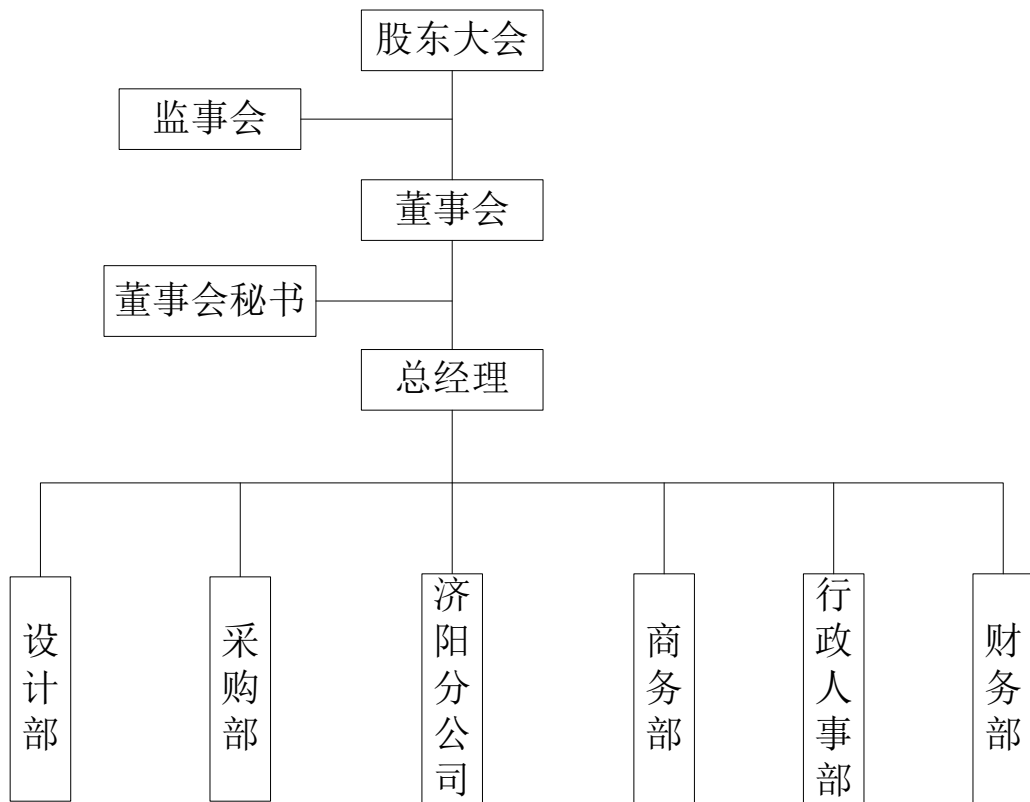 股东大会
监事会
董事会
董事会秘书
总经理
设计部
采购部
济阳分公司
商务部
行政人事部
财务部